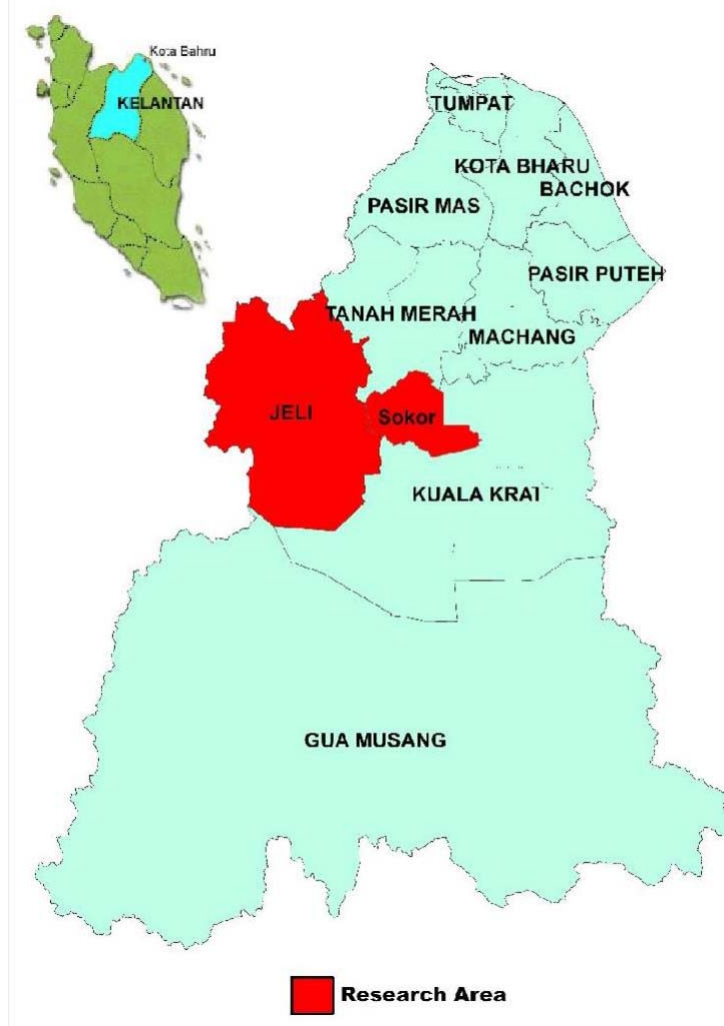 Kota Bahru
KELANTAN
TUMPAT
KOTA BHARU
BACHOK
PASIR MAS
PASIR PUTEH
TANAH MERAH
MACHANG
JELI
Sokor
KUALA KRAI
GUA MUSANG
Research Area